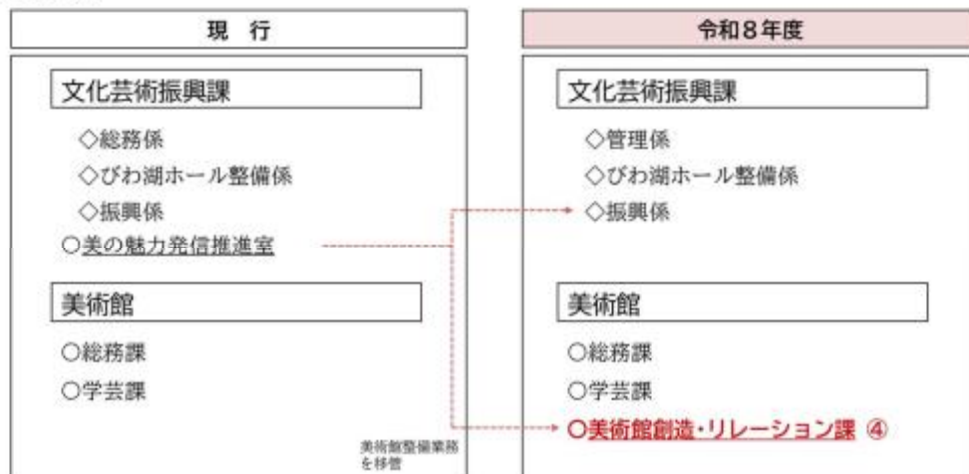 現　行
文化芸術振興課
◇総務係
◇びわ湖ホール整備係
◇振興係
○美の魅力発信推進室
美術館
○総務課
○学芸課
美術館整備業務
を移管
令和８年度
文化芸術振興課
◇管理係
◇びわ湖ホール整備係
◇振興係
美術館
○総務課
○学芸課
○美術館創造・リレーション課 ④